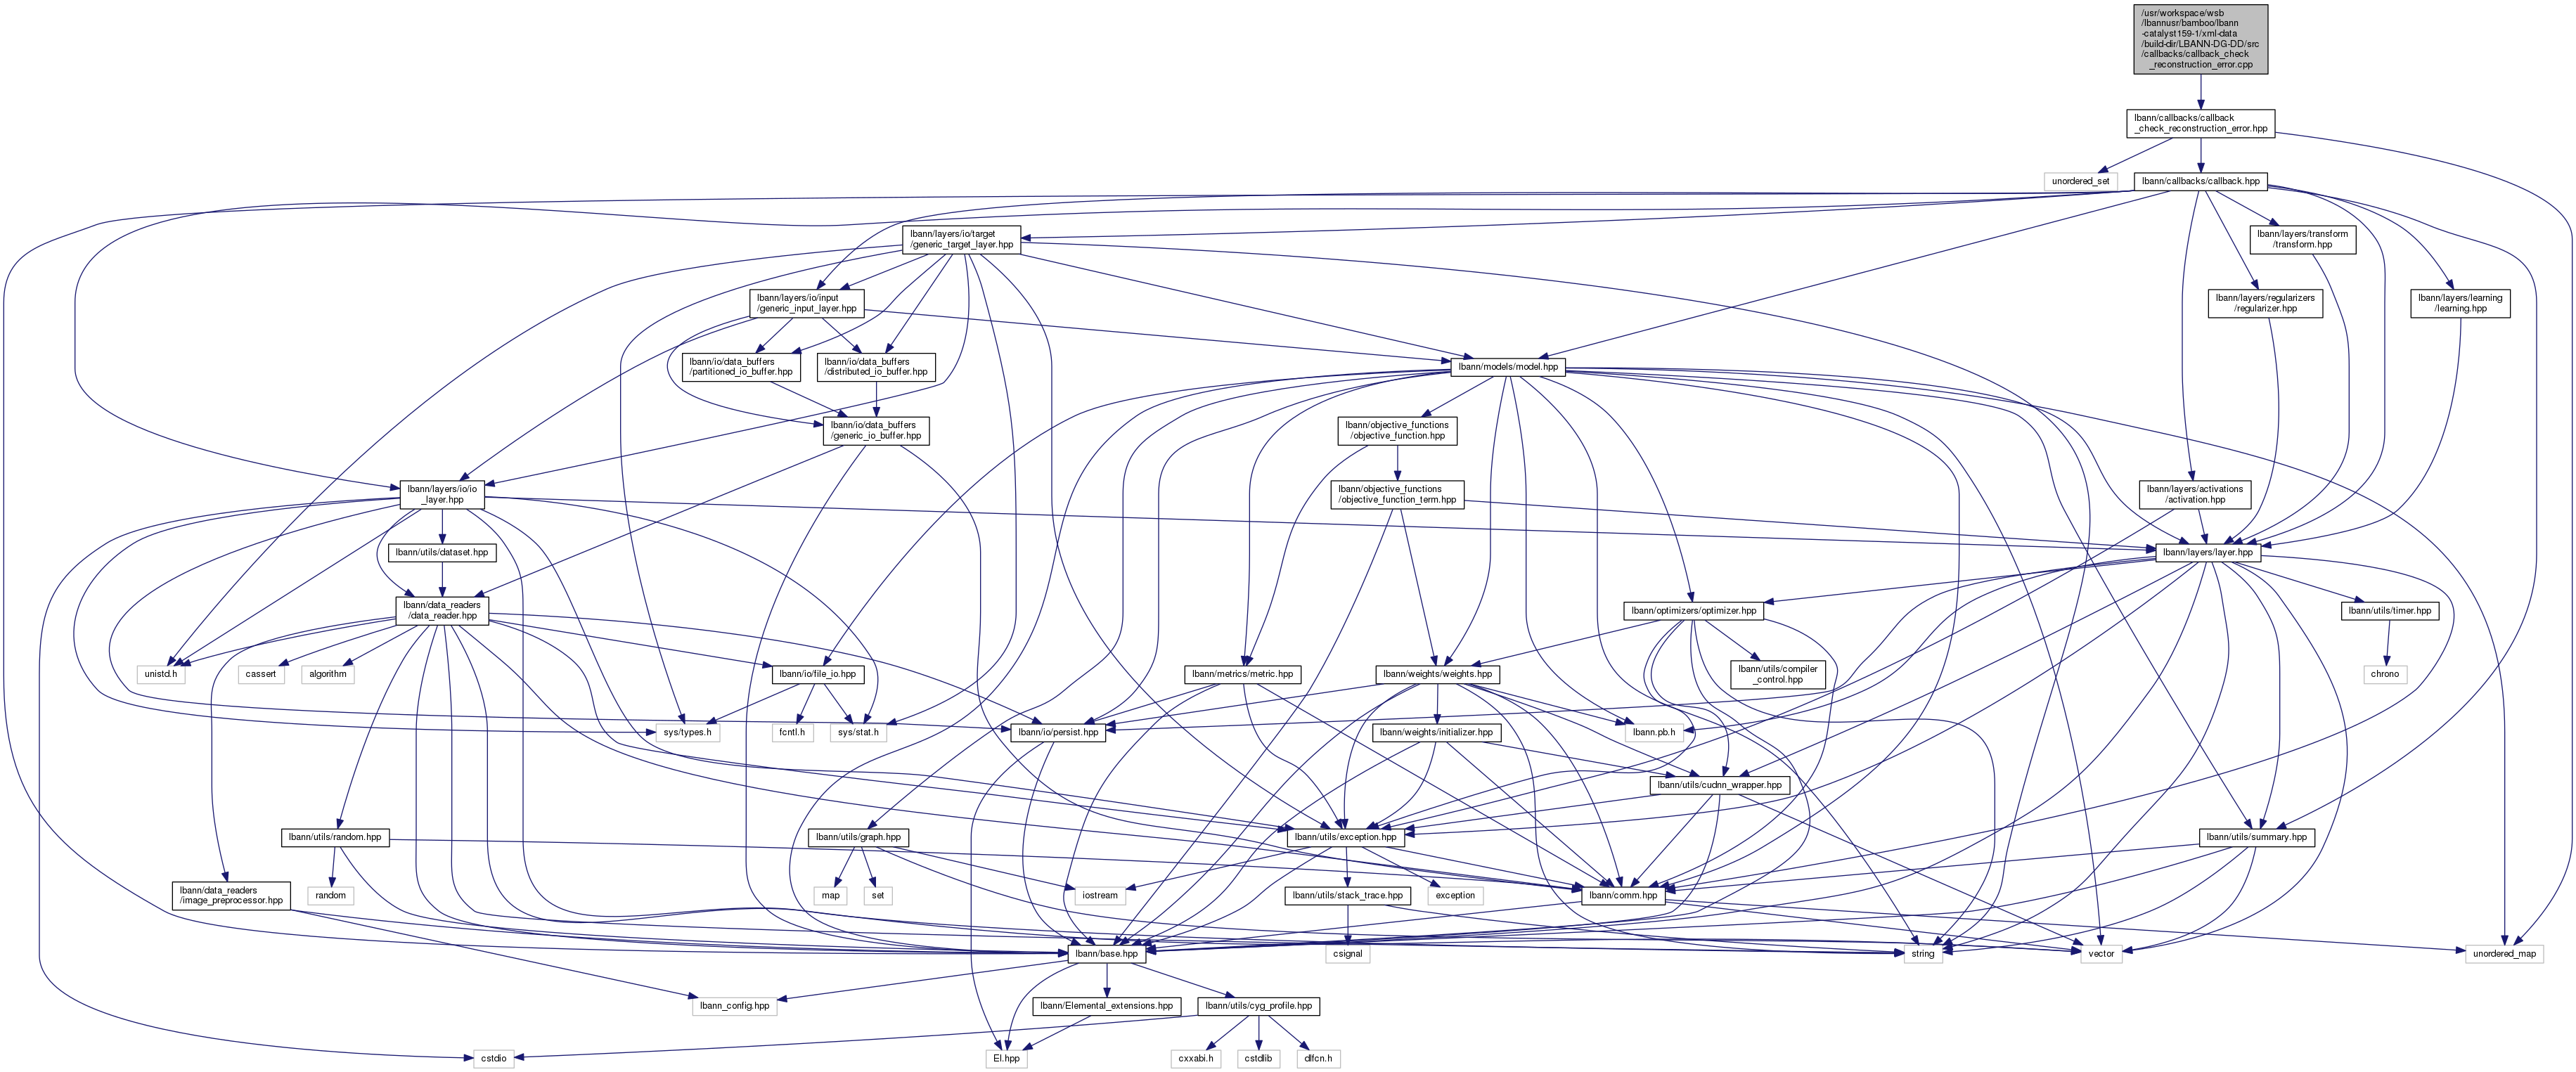 /usr/workspace/wsb
/lbannusr/bamboo/lbann
-catalyst159-1/xml-data
/build-dir/LBANN-DG-DD/src
/callbacks/callback_check
_reconstruction_error.cpp
lbann/callbacks/callback
_check_reconstruction_error.hpp
unordered_set
lbann/callbacks/callback.hpp
lbann/layers/io/target
/generic_target_layer.hpp
lbann/layers/transform
/transform.hpp
lbann/layers/io/input
/generic_input_layer.hpp
lbann/layers/regularizers
/regularizer.hpp
lbann/layers/learning
/learning.hpp
lbann/io/data_buffers
/partitioned_io_buffer.hpp
lbann/io/data_buffers
/distributed_io_buffer.hpp
lbann/models/model.hpp
lbann/io/data_buffers
/generic_io_buffer.hpp
lbann/objective_functions
/objective_function.hpp
lbann/layers/io/io
_layer.hpp
lbann/objective_functions
/objective_function_term.hpp
lbann/layers/activations
/activation.hpp
lbann/utils/dataset.hpp
lbann/layers/layer.hpp
lbann/data_readers
/data_reader.hpp
lbann/optimizers/optimizer.hpp
lbann/utils/timer.hpp
unistd.h
cassert
algorithm
lbann/io/file_io.hpp
lbann/metrics/metric.hpp
lbann/weights/weights.hpp
lbann/utils/compiler
_control.hpp
chrono
sys/types.h
fcntl.h
sys/stat.h
lbann/io/persist.hpp
lbann/weights/initializer.hpp
lbann.pb.h
lbann/utils/cudnn_wrapper.hpp
lbann/utils/random.hpp
lbann/utils/graph.hpp
lbann/utils/exception.hpp
lbann/utils/summary.hpp
lbann/data_readers
/image_preprocessor.hpp
random
map
set
iostream
lbann/utils/stack_trace.hpp
exception
lbann/comm.hpp
lbann/base.hpp
csignal
string
vector
unordered_map
lbann_config.hpp
lbann/Elemental_extensions.hpp
lbann/utils/cyg_profile.hpp
cstdio
El.hpp
cxxabi.h
cstdlib
dlfcn.h